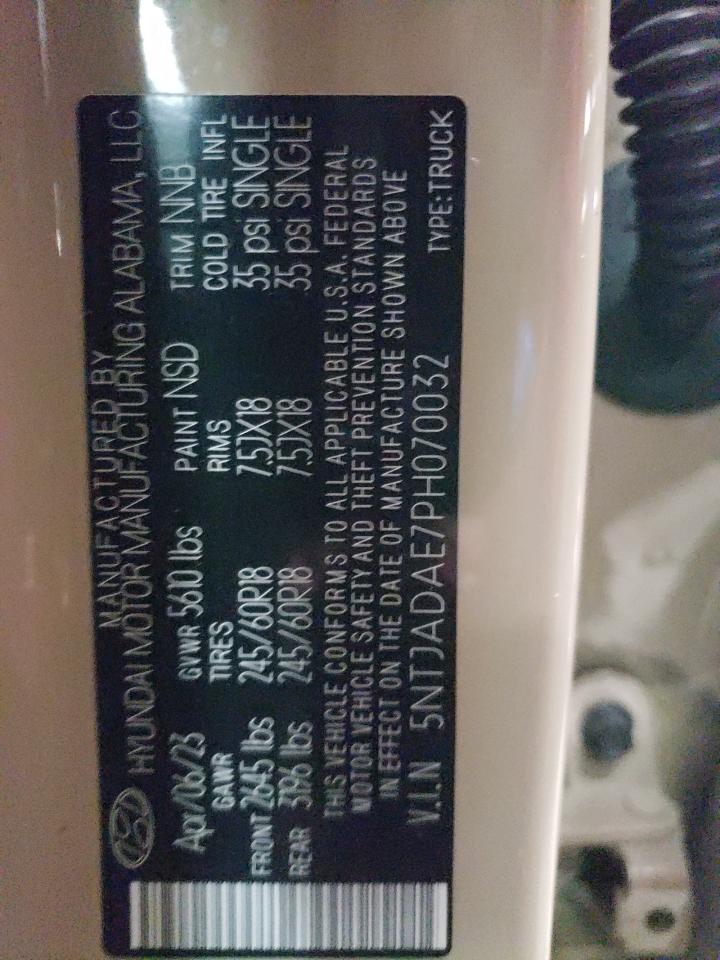 MANUFACTURED BY
HYUNDAI MOTOR MANUFACTURING ALABAMA, LLC.
Apr/06/23 GVWR 5610 lbs PAINT NSD TRIM NNB
GAWR TIRES RIMS COLD TIRE INFL
FRONT 2645 lbs 245/60R18 7.5JX18 35 psi SINGLE
REAR 3196 lbs 245/60R18 7.5JX18 35 psi SINGLE
THIS VEHICLE CONFORMS TO ALL APPLICABLE U.S.A. FEDERAL
MOTOR VEHICLE SAFETY AND THEFT PREVENTION STANDARDS
IN EFFECT ON THE DATE OF MANUFACTURE SHOWN ABOVE
V.I.N 5NTJADAE7PH070032 TYPE:TRUCK